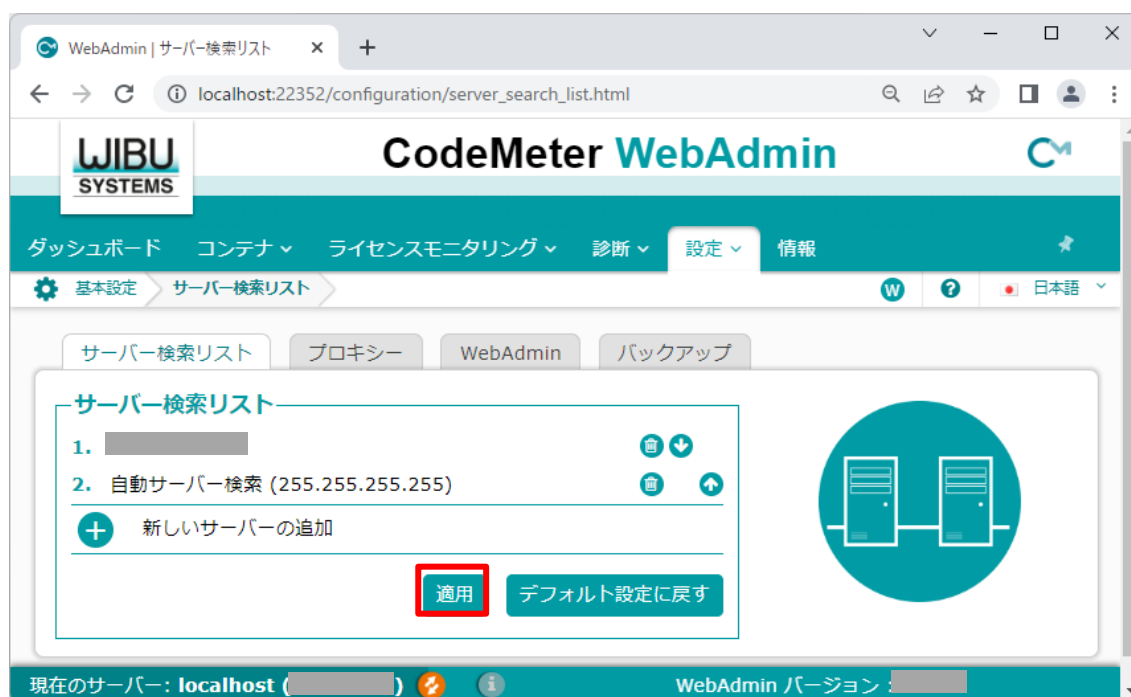 WebAdmin | サーバー検索リスト
localhost:22352/configuration/server_search_list.html
WIBU
SYSTEMS
CodeMeter WebAdmin
ダッシュボード コンテナ ライセンスモニタリング 診断 設定 情報
基本設定 サーバー検索リスト W ? 日本語
サーバー検索リスト プロキシー WebAdmin バックアップ
サーバー検索リスト
1.
2. 自動サーバー検索 (255.255.255.255)
+ 新しいサーバーの追加
適用 デフォルト設定に戻す
現在のサーバー: localhost ( ) WebAdmin バージョン :